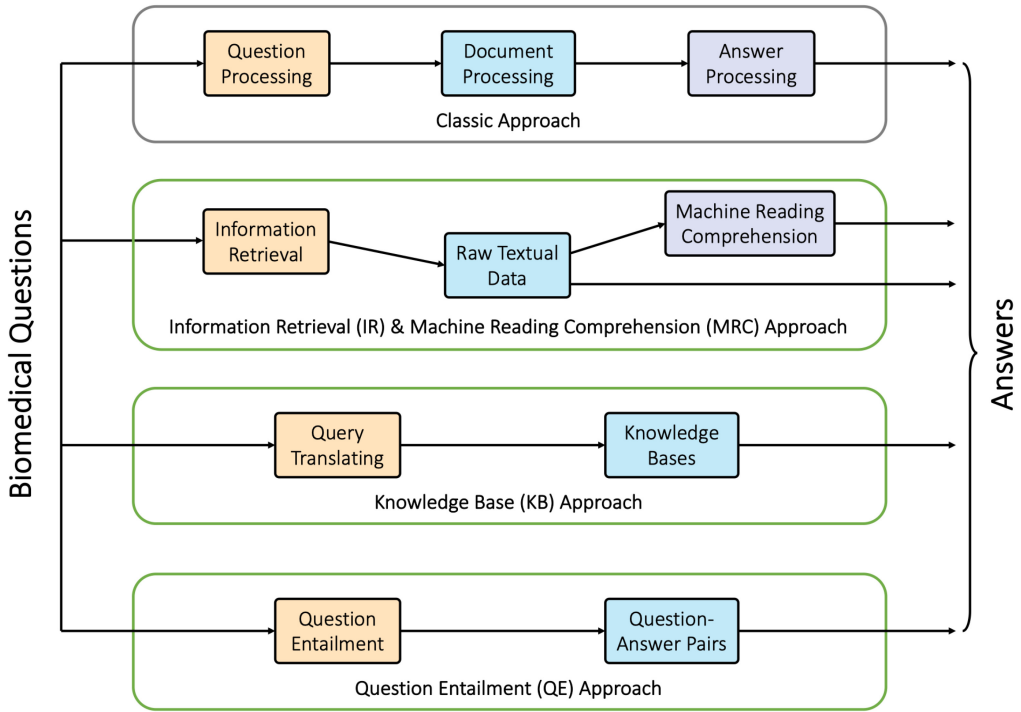 Biomedical Questions
Question
Processing
Document
Processing
Answer
Processing
Classic Approach
Information
Retrieval
Raw Textual
Data
Machine Reading
Comprehension
Information Retrieval (IR) & Machine Reading Comprehension (MRC) Approach
Query
Translating
Knowledge
Bases
Knowledge Base (KB) Approach
Question
Entailment
Question-
Answer Pairs
Question Entailment (QE) Approach
Answers